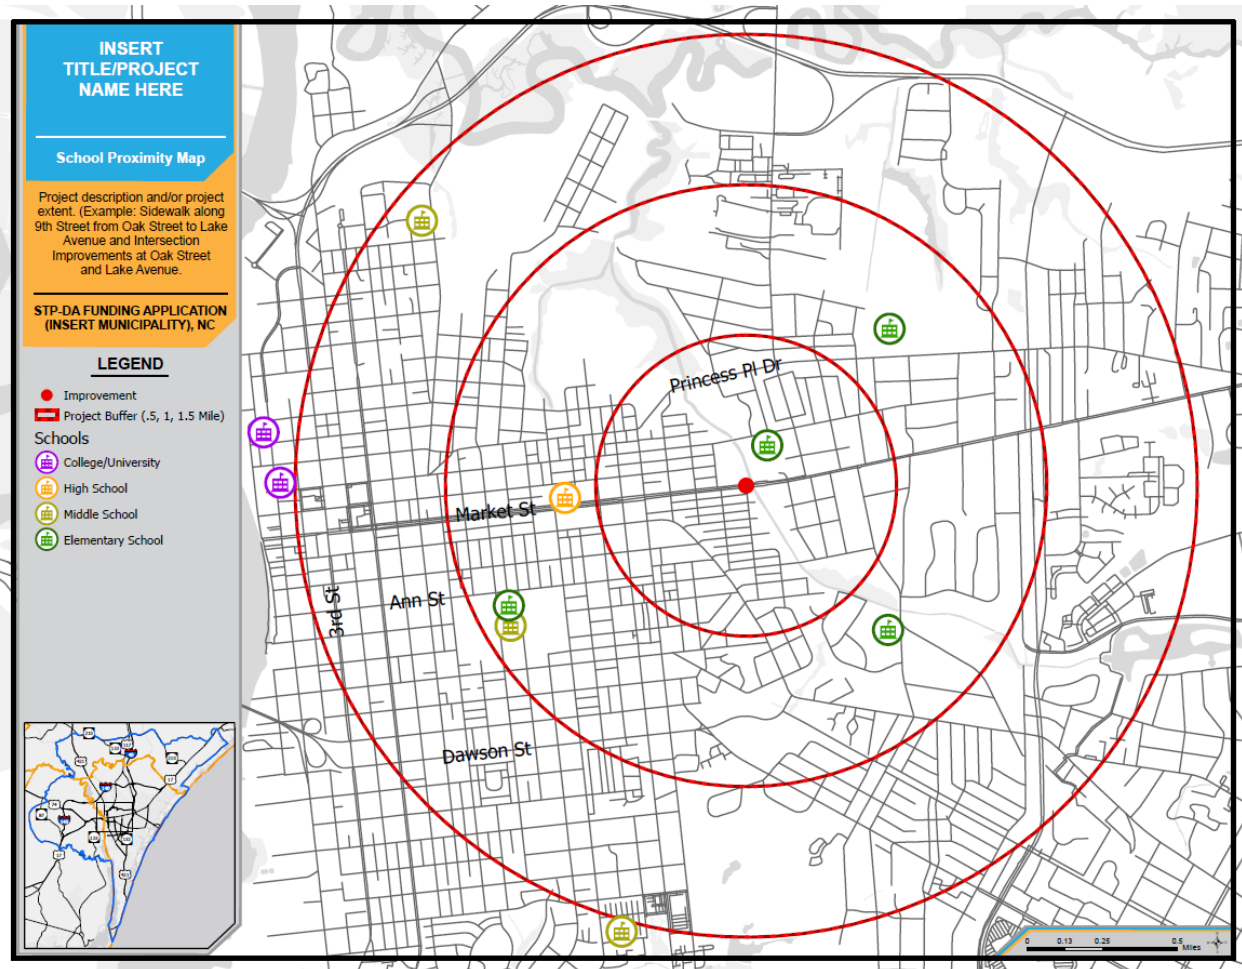 INSERT
TITLE/PROJECT
NAME HERE
School Proximity Map
Project description and/or project
extent. (Example: Sidewalk along
9th Street from Oak Street to Lake
Avenue and Intersection
Improvements at Oak Street
and Lake Avenue.
STP-DA FUNDING APPLICATION
(INSERT MUNICIPALITY), NC
LEGEND
Improvement
Project Buffer (.5, 1, 1.5 Mile)
Schools
College/University
High School
Middle School
Elementary School
Princess Pl Dr
Market St
Ann St
3rd St
Dawson St
0 0.13 0.25 0.5
Miles